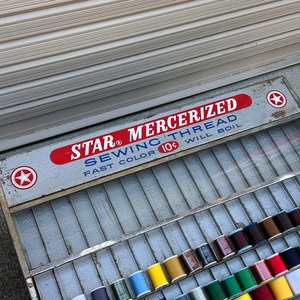 STAR® MERCERIZED
SEWING THREAD
FAST COLOR 10¢ WILL BOIL